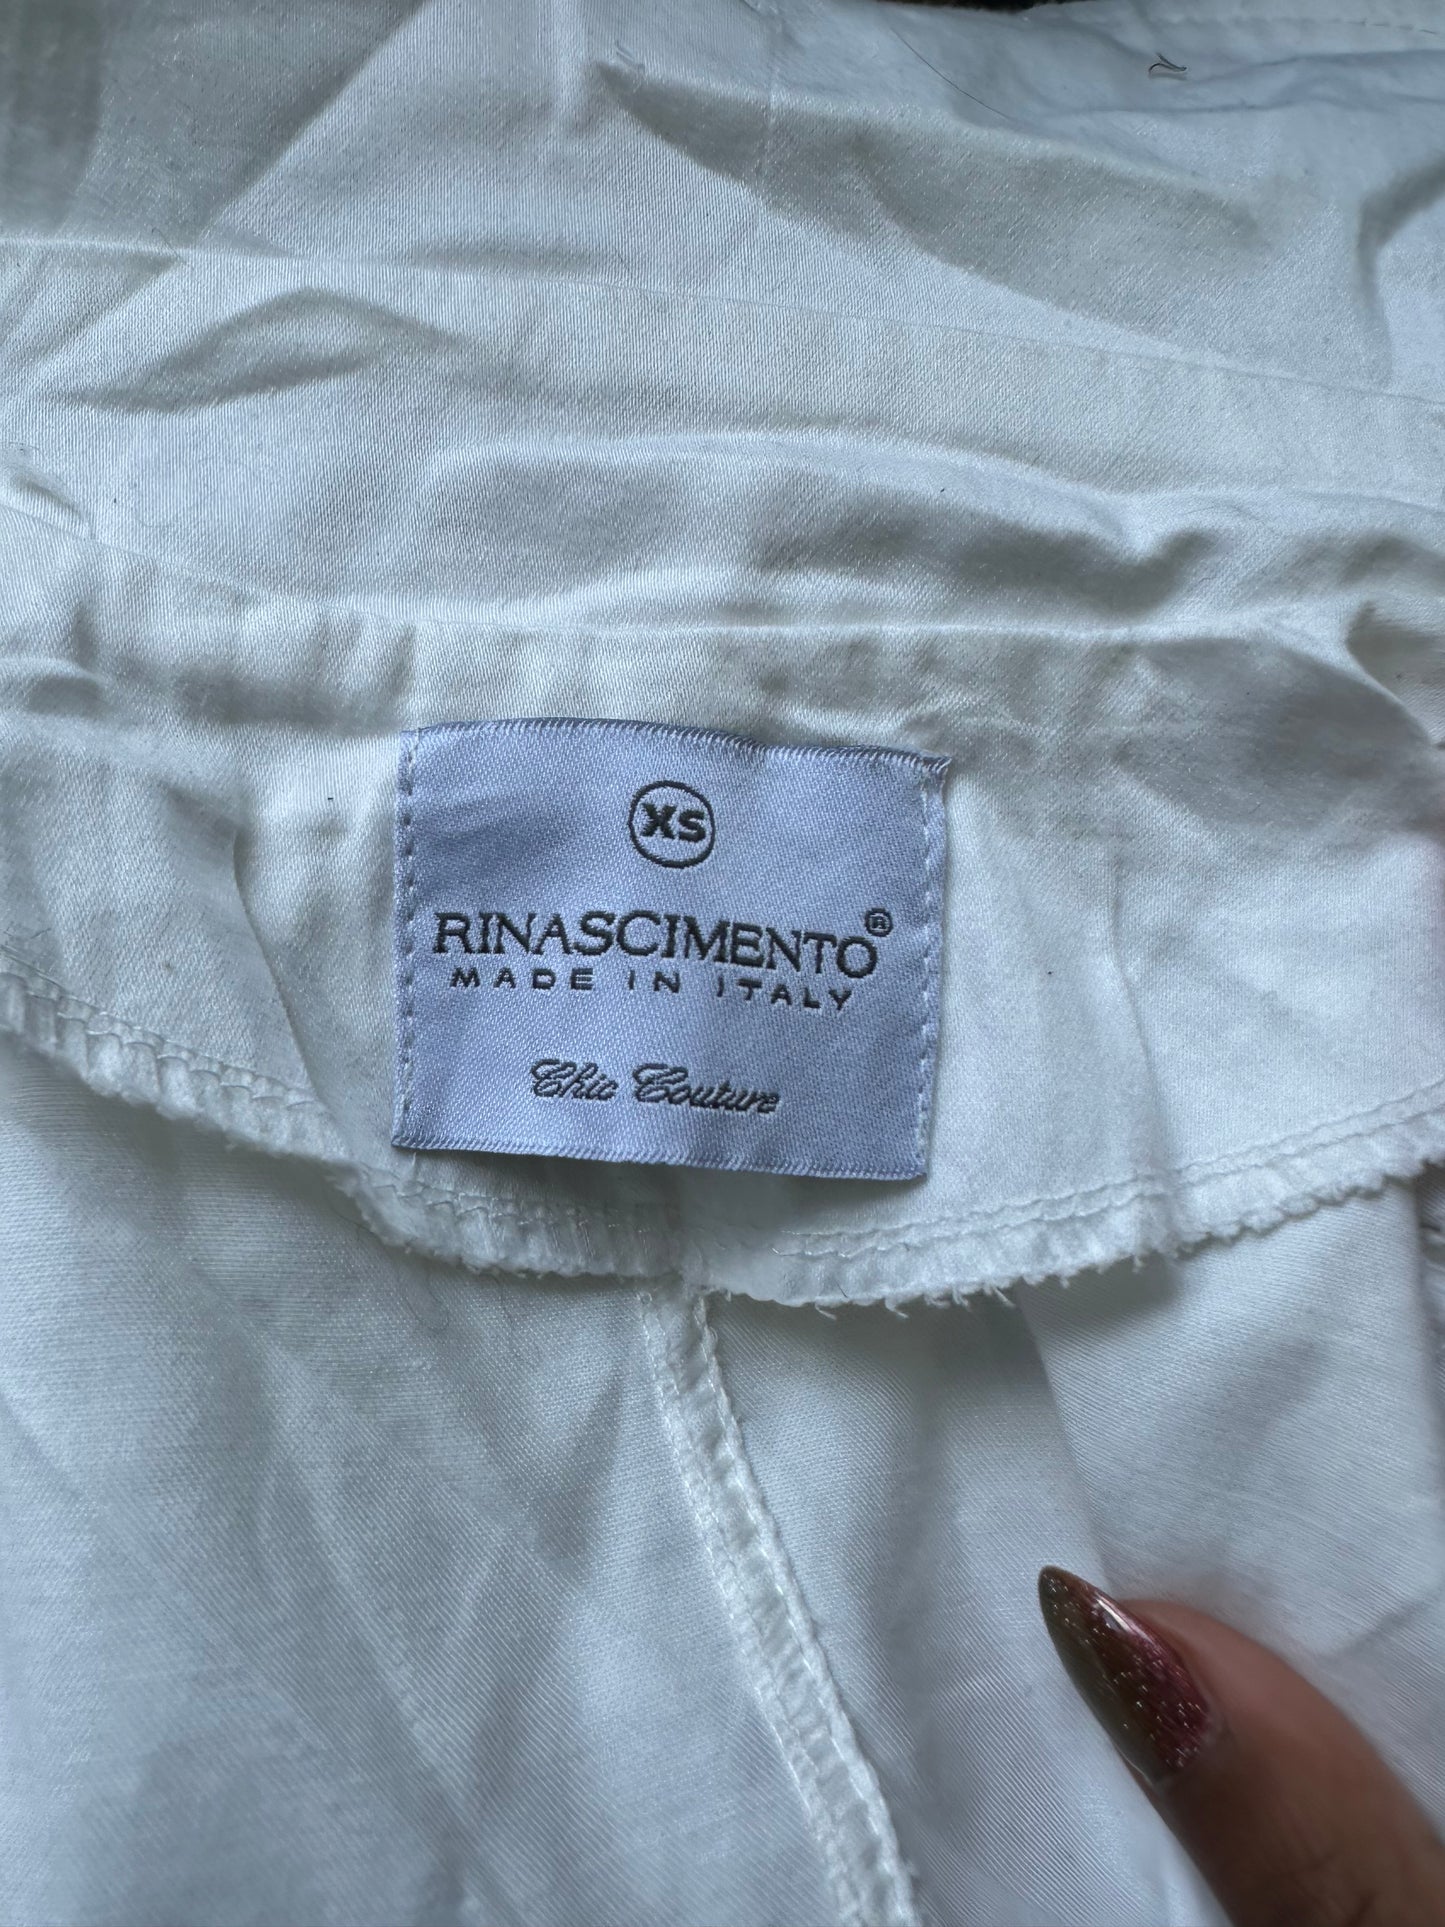 XS
RINASCIMENTO®
MADE IN ITALY
Chic Couture